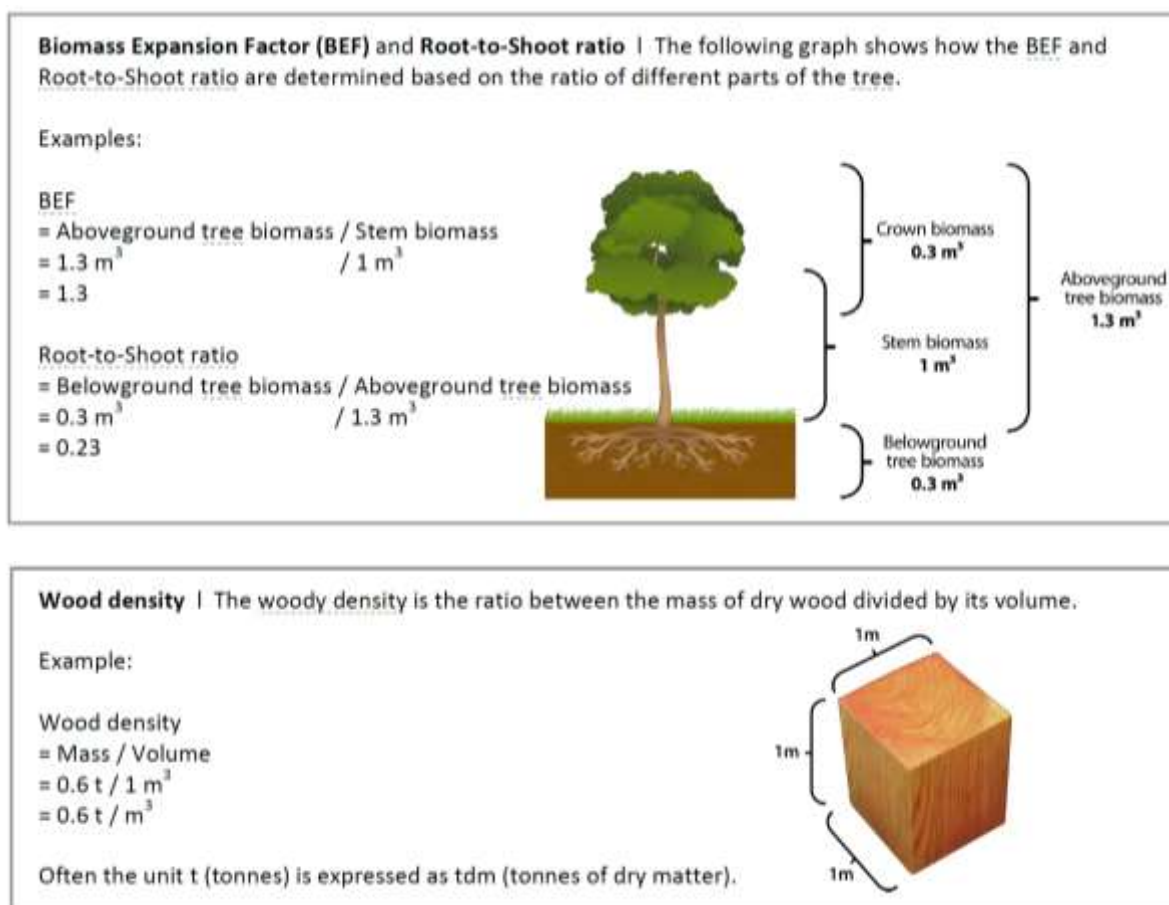 Biomass Expansion Factor (BEF) and Root-to-Shoot ratio | The following graph shows how the BEF and
Root-to-Shoot ratio are determined based on the ratio of different parts of the tree.
Examples:
BEF
= Aboveground tree biomass / Stem biomass
= 1.3 m³ / 1 m³
= 1.3
Root-to-Shoot ratio
= Belowground tree biomass / Aboveground tree biomass
= 0.3 m³ / 1.3 m³
= 0.23
Crown biomass
0.3 m³
Stem biomass
1 m³
Belowground
tree biomass
0.3 m³
Aboveground
tree biomass
1.3 m³
Wood density | The woody density is the ratio between the mass of dry wood divided by its volume.
Example:
Wood density
= Mass / Volume
= 0.6 t / 1 m³
= 0.6 t / m³
Often the unit t (tonnes) is expressed as tdm (tonnes of dry matter).
1m
1m
1m